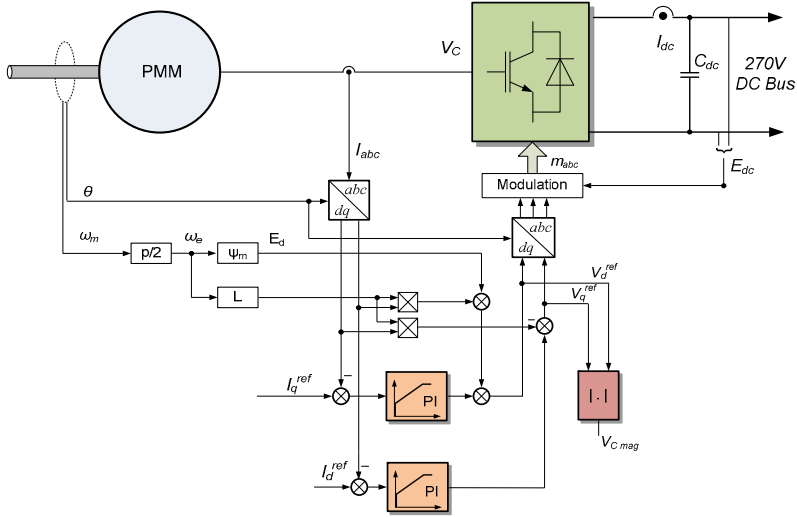 PMM
V_C
I_dc
C_dc
270V
DC Bus
I_abc
m_abc
E_dc
Modulation
θ
abc
dq
abc
dq
ω_m
p/2
ω_e
ψ_m
E_d
L
V_d^ref
V_q^ref
–
–
I_q^ref
PI
| . |
V_C mag
–
I_d^ref
PI